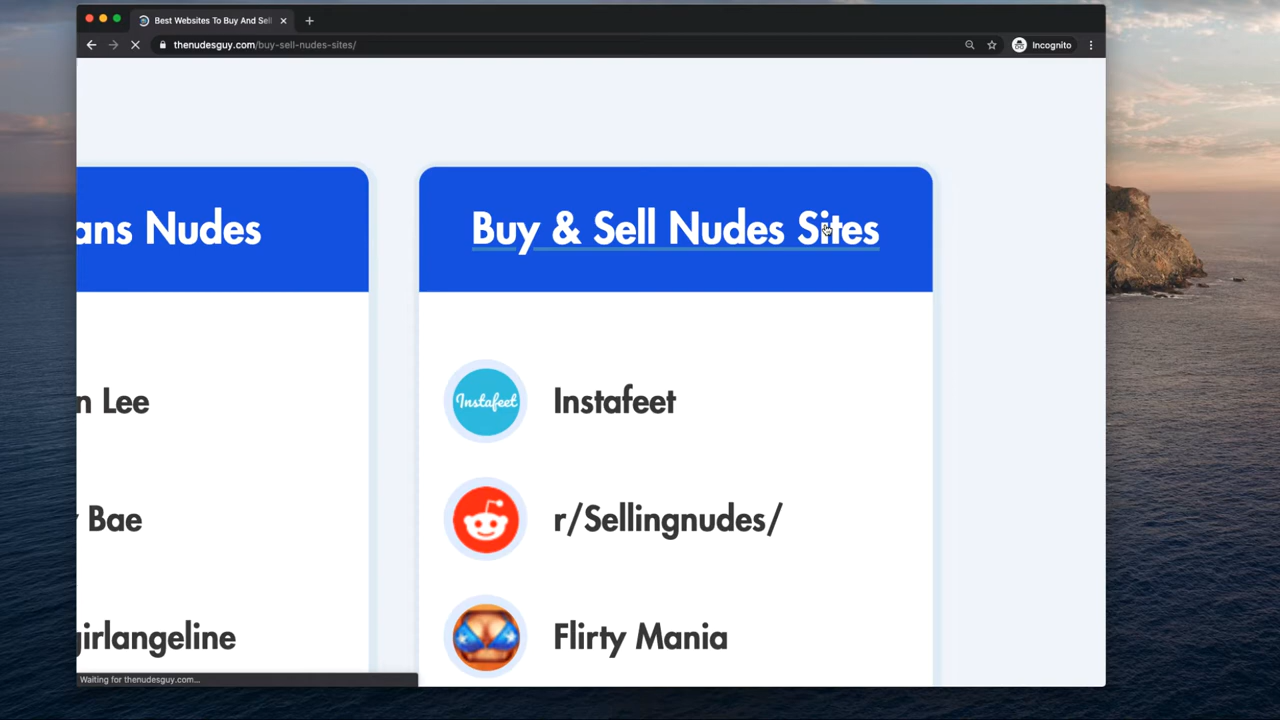 Best Websites To Buy And Sell
thenudesguy.com/buy-sell-nudes-sites/
Incognito
ans Nudes
Buy & Sell Nudes Sites
n Lee
Instafeet
Instafeet
Bae
r/Sellingnudes/
girlangeline
Flirty Mania
Waiting for thenudesguy.com...